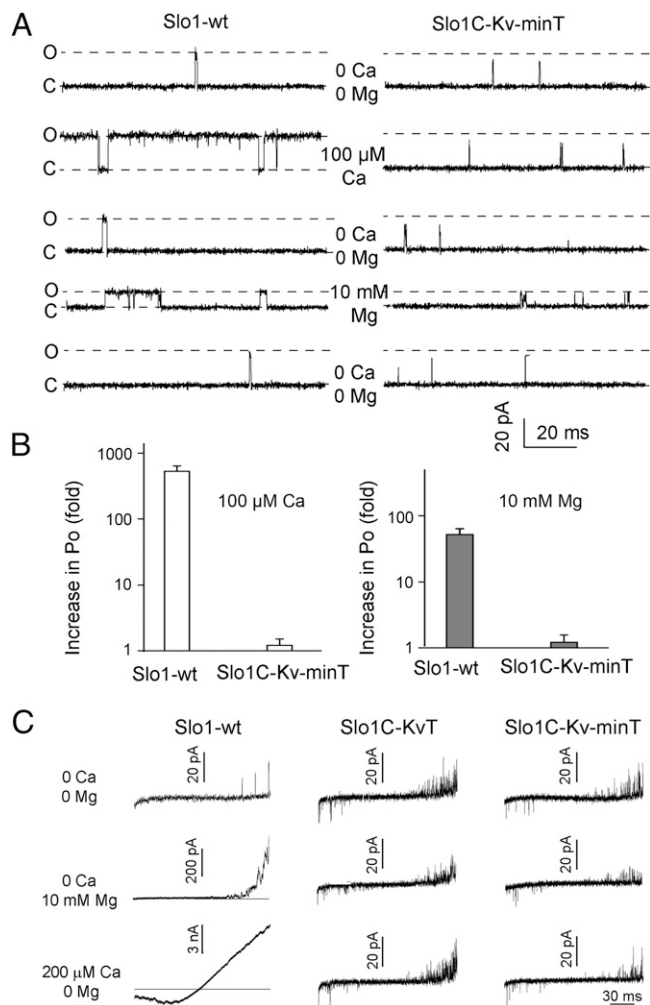 A
Slo1-wt
Slo1C-Kv-minT
O
C
0 Ca
0 Mg
O
C
100 µM
Ca
O
C
0 Ca
0 Mg
O
C
10 mM
Mg
O
C
0 Ca
0 Mg
20 pA
20 ms
B
Increase in Po (fold)
1000
100
10
1
100 µM Ca
Slo1-wt
Slo1C-Kv-minT
Increase in Po (fold)
100
10
1
10 mM Mg
Slo1-wt
Slo1C-Kv-minT
C
Slo1-wt
Slo1C-KvT
Slo1C-Kv-minT
0 Ca
0 Mg
20 pA
20 pA
20 pA
0 Ca
10 mM Mg
200 pA
20 pA
20 pA
200 µM Ca
0 Mg
3 nA
20 pA
20 pA
30 ms